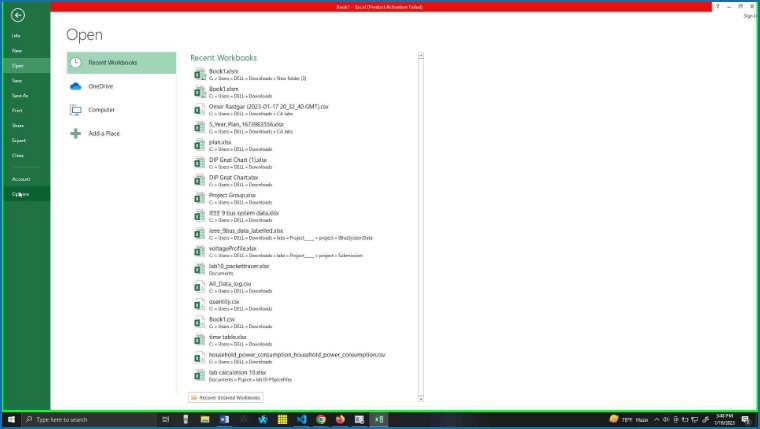 Book1 - Excel (Product Activation Failed)
Sign in
Info
New
Open
Save
Save As
Print
Share
Export
Close
Account
Options
Open
Recent Workbooks
OneDrive
Computer
Add a Place
Recent Workbooks
Book1.xlsm
C: » Users » DELL » Downloads » New folder (2)
Book1.xlsm
C: » Users » DELL » Downloads
Omer Rastgar (2023-01-17 20_32_40 GMT).csv
C: » Users » DELL » Downloads » CA labs
5_Year_Plan_1673983556.xlsx
C: » Users » DELL » Downloads » CA labs
plan.xlsx
C: » Users » DELL » Downloads
DIP Gnat Chart (1).xlsx
C: » Users » DELL » Downloads
DIP Gnat Chart.xlsx
C: » Users » DELL » Downloads
Project Group.xlsx
C: » Users » DELL » Downloads
IEEE 9 bus system data.xlsx
C: » Users » DELL » Downloads
ieee_9bus_data_labelled.xlsx
C: » Users » DELL » Downloads » labs » Project____ » project » 9BusSystemData
voltageProfile.xlsx
C: » Users » DELL » Downloads » labs » Project____ » Submission
lab10_packettracer.xlsx
Documents
All_Data_log.csv
C: » Users » DELL » Downloads
quantity.csv
C: » Users » DELL » Downloads
Book1.csv
C: » Users » DELL » Downloads
time table.xlsx
C: » Users » DELL » Downloads
household_power_consumption_household_power_consumption.csv
C: » Users » DELL » Downloads
lab calculation 10.xlsx
Documents » Pspice » lab10-PSpiceFiles
Recover Unsaved Workbooks
Type here to search
78°F Haze
3:48 PM
1/19/2023